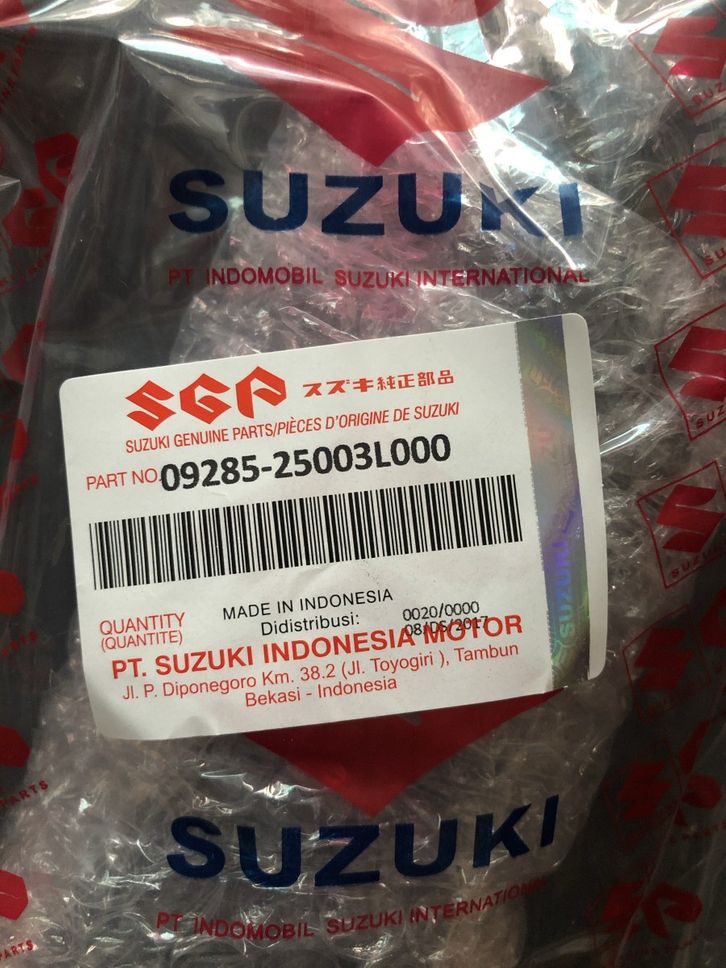 SUZUKI
PT INDOMOBIL SUZUKI INTERNATIONAL
SGP スズキ純正部品
SUZUKI GENUINE PARTS/PIÈCES D'ORIGINE DE SUZUKI
PART NO. 09285-25003L000
QUANTITY
(QUANTITE)
MADE IN INDONESIA
Didistribusi:
0020/0000
PT. SUZUKI INDONESIA MOTOR
Jl. P. Diponegoro Km. 38.2 (Jl. Toyogiri ), Tambun
Bekasi - Indonesia
SUZUKI
SUZUKI
PT INDOMOBIL SUZUKI INTERNATIONAL